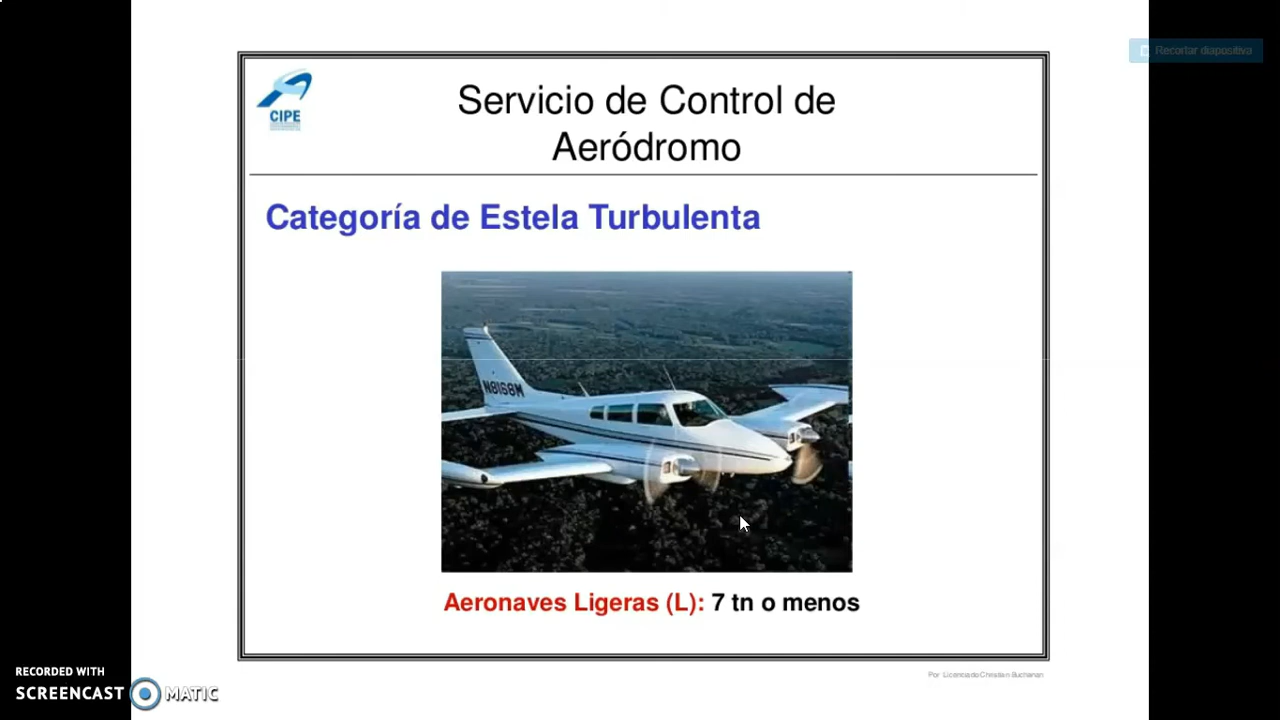 Recortar diapositiva
CIPE
Servicio de Control de
Aeródromo
Categoría de Estela Turbulenta
N8168M
Aeronaves Ligeras (L): 7 tn o menos
Por Licenciado Christian Buchanan
RECORDED WITH
SCREENCAST MATIC